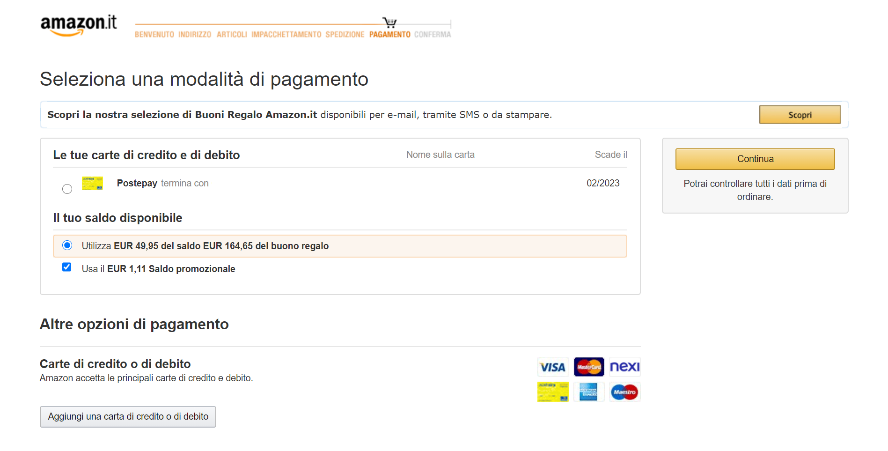 amazon.it
BENVENUTO INDIRIZZO ARTICOLI IMPACCHETTAMENTO SPEDIZIONE PAGAMENTO CONFERMA
Seleziona una modalità di pagamento
Scopri la nostra selezione di Buoni Regalo Amazon.it disponibili per e-mail, tramite SMS o da stampare.
Scopri
Le tue carte di credito e di debito Nome sulla carta Scade il
Postepay termina con 02/2023
Il tuo saldo disponibile
Utilizza EUR 49,95 del saldo EUR 164,65 del buono regalo
Usa il EUR 1,11 Saldo promozionale
Continua
Potrai controllare tutti i dati prima di
ordinare.
Altre opzioni di pagamento
Carte di credito o di debito
Amazon accetta le principali carte di credito e debito.
VISA MasterCard nexi
Maestro
Aggiungi una carta di credito o di debito